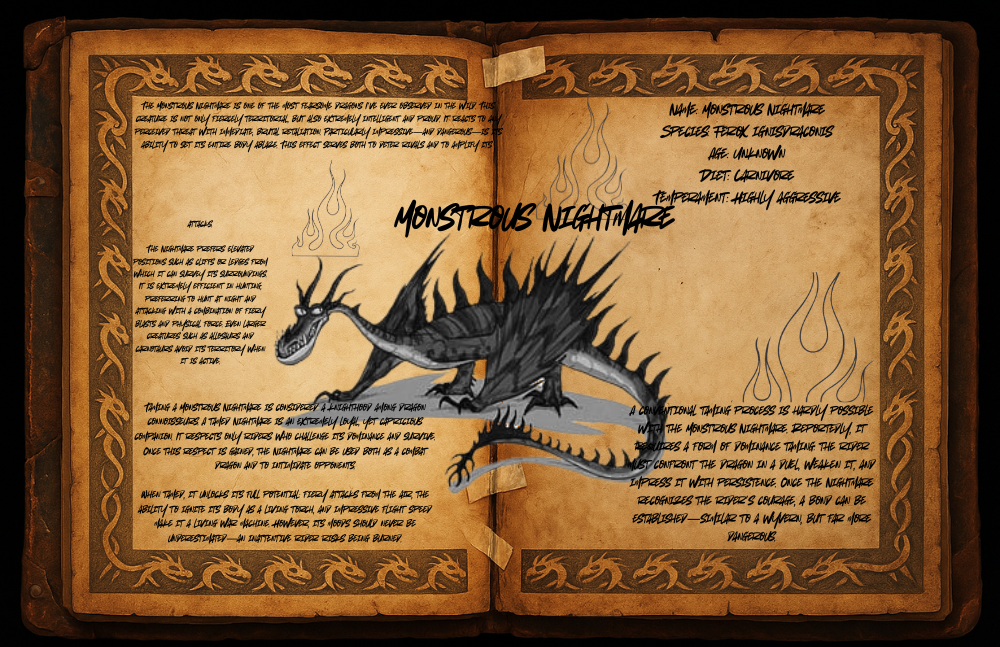 The Monstrous Nightmare is one of the most fearsome dragons I've ever observed in the wild. This
creature is not only fiercely territorial, but also extremely intelligent and proud. It reacts to any
perceived threat with immediate, brutal retaliation. Particularly impressive—and dangerous—is its
ability to set its entire body ablaze. This effect serves both to deter rivals and to amplify its
Name: Monstrous Nightmare
Species: Ferox Ignisdraconis
Age: Unknown
Diet: Carnivore
Temperament: Highly Aggressive
Monstrous Nightmare
Attacks
The Nightmare prefers elevated
positions such as cliffs or ledges from
which it can survey its surroundings.
It is extremely efficient in hunting,
preferring to hunt at night and
attacking with a combination of fiery
blasts and physical force. Even larger
creatures such as Allosaurs and
Carnotaurs avoid its territory when
it is active.
Taming a Monstrous Nightmare is considered a knighthood among dragon
connoisseurs. A tamed Nightmare is an extremely loyal, yet capricious
companion. It respects only riders who challenge its dominance and survive.
Once this respect is gained, the Nightmare can be used both as a combat
dragon and to intimidate opponents.
When tamed, it unlocks its full potential. Fiery attacks from the air, the
ability to ignite its body as a living torch, and impressive flight speed
make it a living war machine. However, its moods should never be
underestimated—an inattentive rider risks being burned.
A conventional taming process is hardly possible
with the Monstrous Nightmare. Reportedly, it
requires a form of dominance taming: the rider
must confront the dragon in a duel, weaken it, and
impress it with persistence. Once the Nightmare
recognizes the rider's courage, a bond can be
established—similar to a Wyvern, but far more
dangerous.